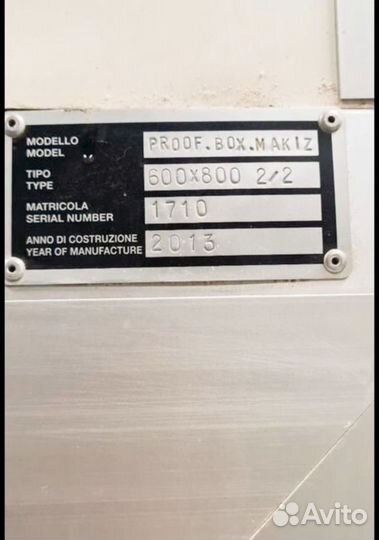 MODELLO
MODEL
PROOF.BOX.MAKIZ
TIPO
TYPE
600X800 2/2
MATRICOLA
SERIAL NUMBER
1710
ANNO DI COSTRUZIONE
YEAR OF MANUFACTURE
2013
Avito